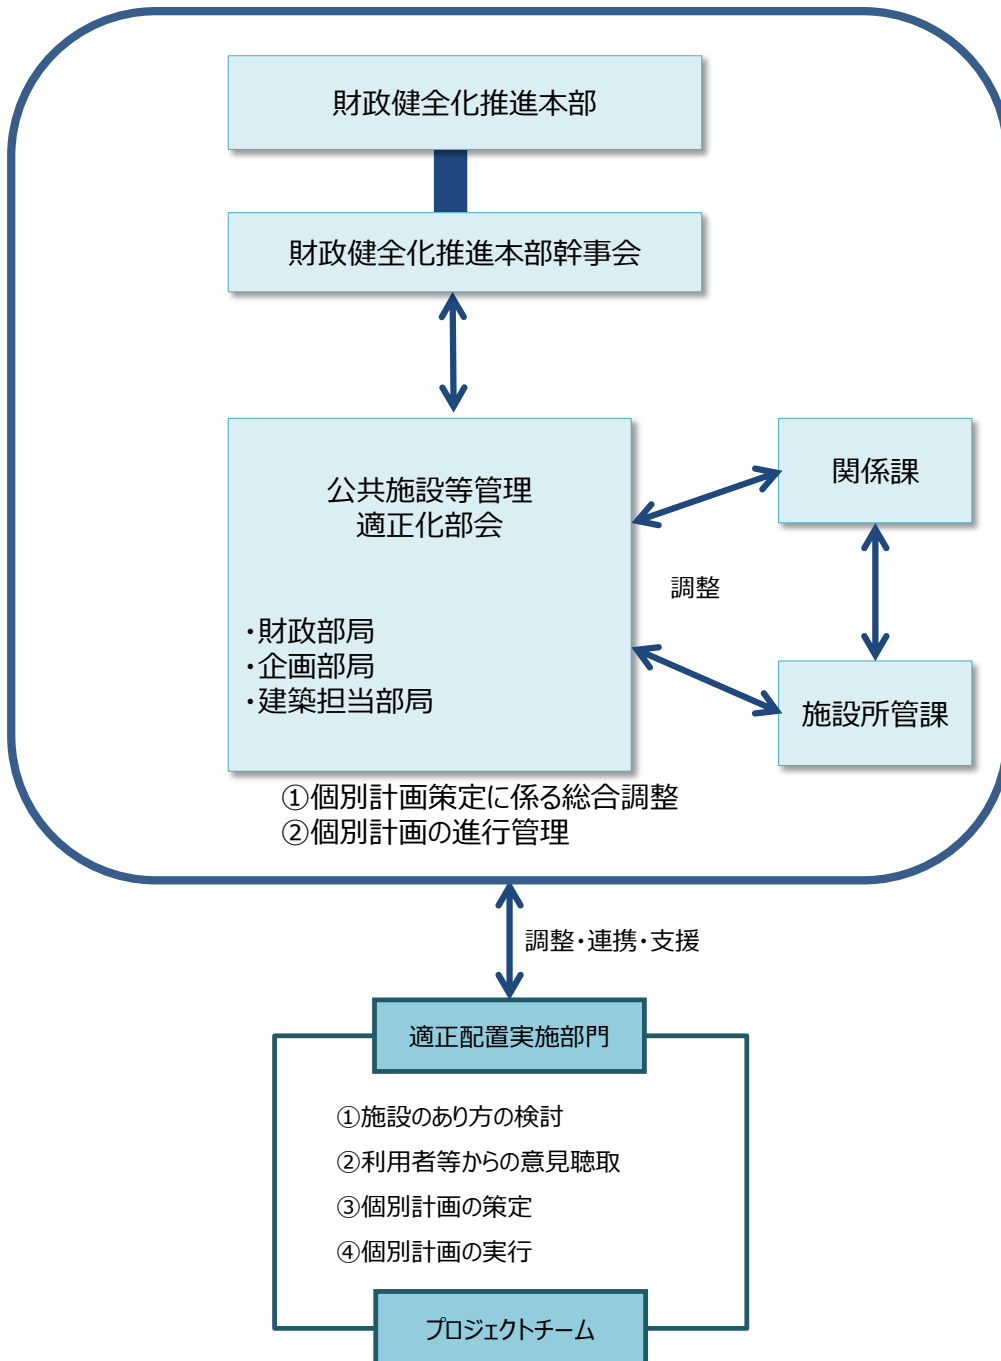 財政健全化推進本部
財政健全化推進本部幹事会
公共施設等管理
適正化部会
・財政部局
・企画部局
・建築担当部局
関係課
調整
施設所管課
①個別計画策定に係る総合調整
②個別計画の進行管理
調整・連携・支援
適正配置実施部門
①施設のあり方の検討
②利用者等からの意見聴取
③個別計画の策定
④個別計画の実行
プロジェクトチーム